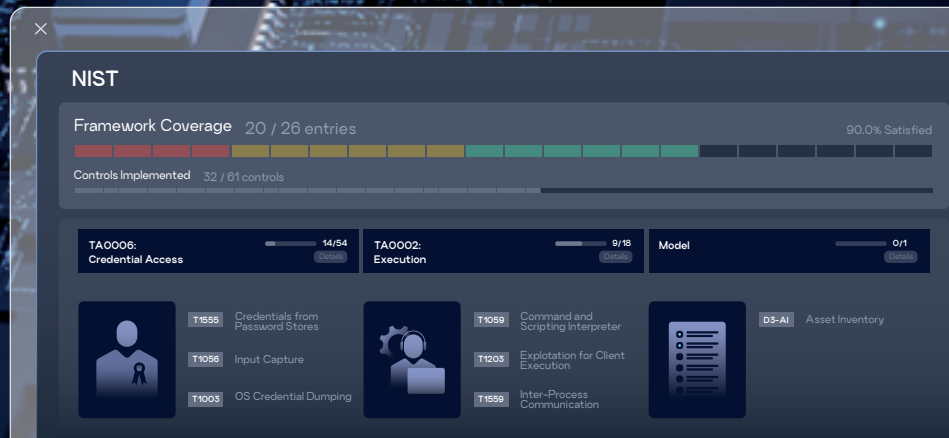 NIST
Framework Coverage 20 / 26 entries
90.0% Satisfied
Controls Implemented 32 / 61 controls
TA0006:
Credential Access
14/54
Details
TA0002:
Execution
9/18
Details
Model
0/1
Details
T1555 Credentials from
Password Stores
T1056 Input Capture
T1003 OS Credential Dumping
T1059 Command and
Scripting Interpreter
T1203 Explotation for Client
Execution
T1559 Inter-Process
Communication
D3-AI Asset Inventory